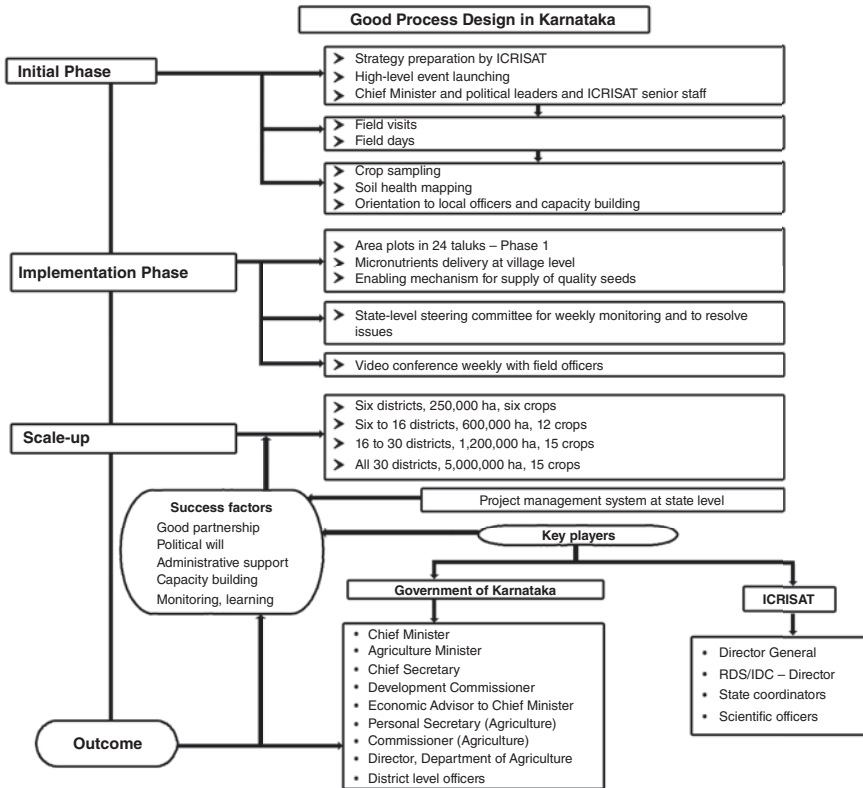 Good Process Design in Karnataka
Initial Phase
Strategy preparation by ICRISAT
High-level event launching
Chief Minister and political leaders and ICRISAT senior staff
Field visits
Field days
Crop sampling
Soil health mapping
Orientation to local officers and capacity building
Implementation Phase
Area plots in 24 taluks – Phase 1
Micronutrients delivery at village level
Enabling mechanism for supply of quality seeds
State-level steering committee for weekly monitoring and to resolve
issues
Video conference weekly with field officers
Scale-up
Six districts, 250,000 ha, six crops
Six to 16 districts, 600,000 ha, 12 crops
16 to 30 districts, 1,200,000 ha, 15 crops
All 30 districts, 5,000,000 ha, 15 crops
Success factors
Good partnership
Political will
Administrative support
Capacity building
Monitoring, learning
Project management system at state level
Key players
Government of Karnataka
• Chief Minister
• Agriculture Minister
• Chief Secretary
• Development Commissioner
• Economic Advisor to Chief Minister
• Personal Secretary (Agriculture)
• Commissioner (Agriculture)
• Director, Department of Agriculture
• District level officers
ICRISAT
• Director General
• RDS/IDC – Director
• State coordinators
• Scientific officers
Outcome